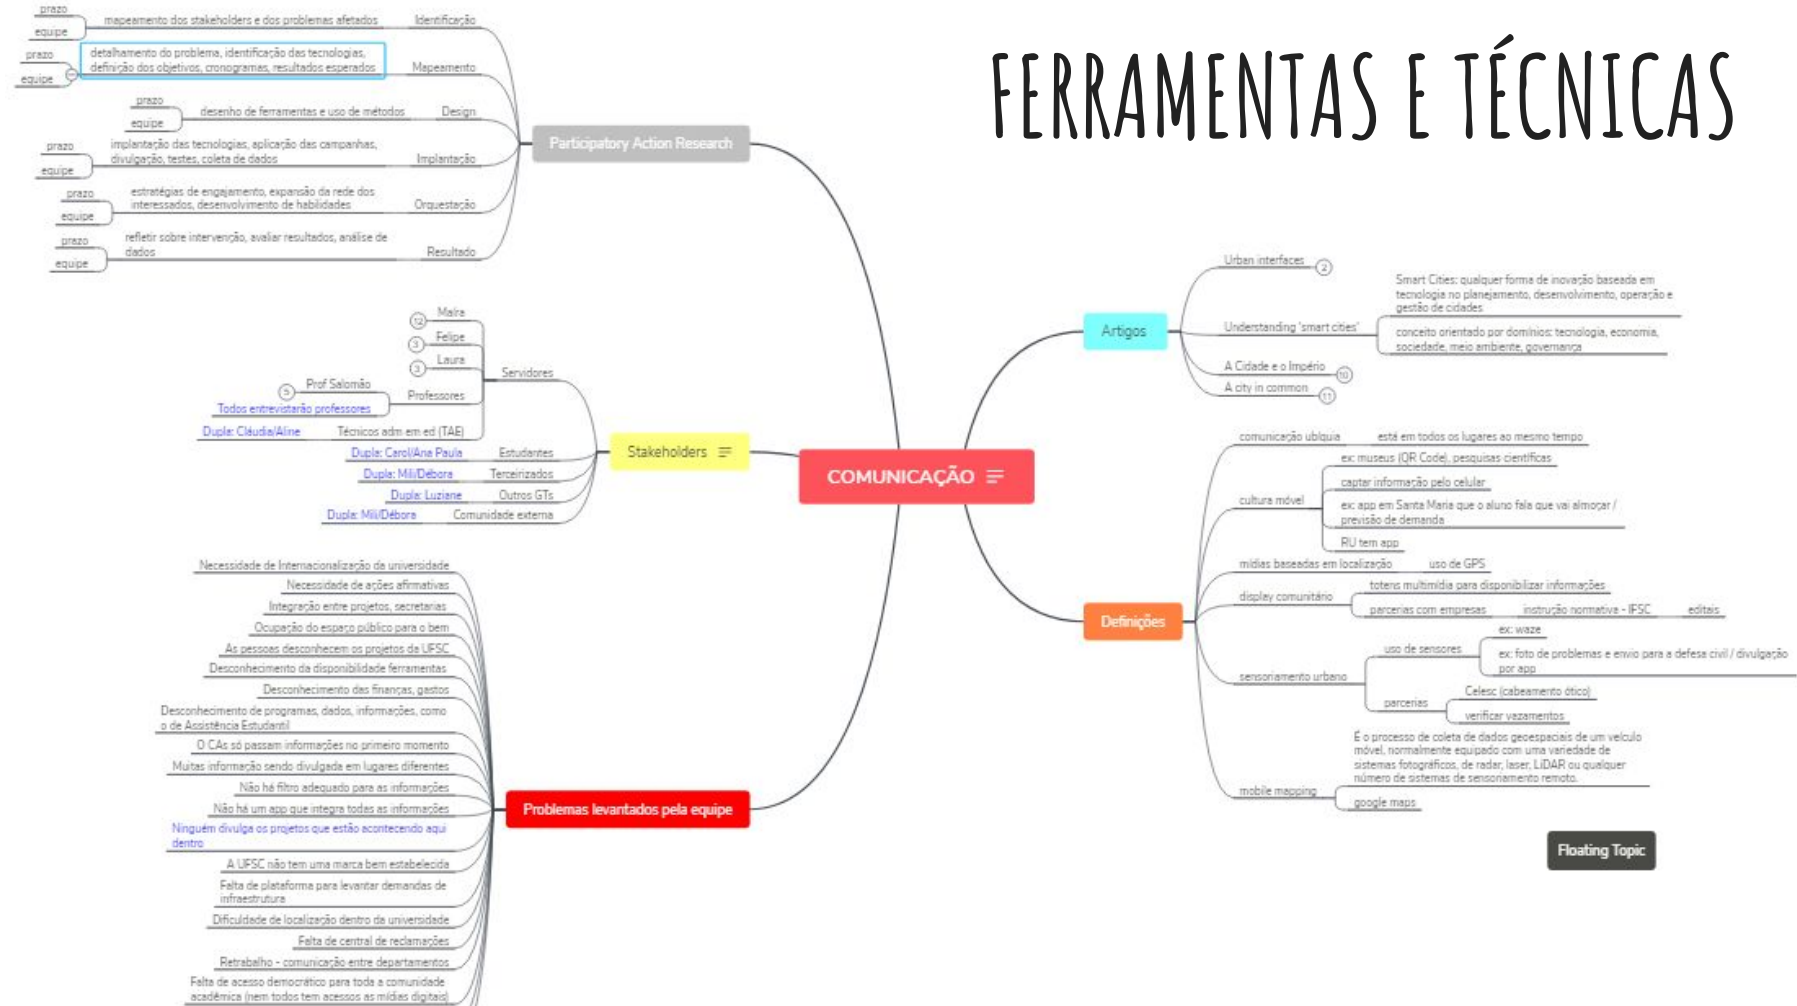 FERRAMENTAS E TÉCNICAS
prazo
equipe
mapeamento dos stakeholders e dos problemas afetados
Identificação
prazo
equipe
detalhamento do problema, identificação das tecnologias,
definição dos objetivos, cronogramas, resultados esperados
Mapeamento
prazo
equipe
desenho de ferramentas e uso de métodos
Design
prazo
equipe
implantação das tecnologias, aplicação das campanhas,
divulgação, testes, coleta de dados
Implantação
prazo
equipe
estratégias de engajamento, expansão da rede dos
interessados, desenvolvimento de habilidades
Orquestação
prazo
equipe
refletir sobre intervenção, avaliar resultados, análise de
dados
Resultado
Participatory Action Research
12
Maíra
3
Felipe
3
Laura
5
Prof Salomão
Todos entrevistarão professores
Professores
Dupla: Cláudia/Aline
Técnicos adm em ed (TAE)
Servidores
Dupla: Carol/Ana Paula
Estudantes
Dupla: Mili/Débora
Terceirizados
Dupla: Luziane
Outros GTs
Dupla: Mili/Débora
Comunidade externa
Stakeholders
COMUNICAÇÃO
Necessidade de Internacionalização da universidade
Necessidade de ações afirmativas
Integração entre projetos, secretarias
Ocupação do espaço público para o bem
As pessoas desconhecem os projetos da UFSC
Desconhecimento da disponibilidade ferramentas
Desconhecimento das finanças, gastos
Desconhecimento de programas, dados, informações, como
o de Assistência Estudantil
O CAs só passam informações no primeiro momento
Muitas informação sendo divulgada em lugares diferentes
Não há filtro adequado para as informações
Não há um app que integra todas as informações
Ninguém divulga os projetos que estão acontecendo aqui
dentro
A UFSC não tem uma marca bem estabelecida
Falta de plataforma para levantar demandas de
infraestrutura
Dificuldade de localização dentro da universidade
Falta de central de reclamações
Retrabalho - comunicação entre departamentos
Falta de acesso democrático para toda a comunidade
acadêmica (nem todos tem acessos as mídias digitais)
Problemas levantados pela equipe
Artigos
Urban interfaces
2
Understanding 'smart cities'
Smart Cities: qualquer forma de inovação baseada em
tecnologia no planejamento, desenvolvimento, operação e
gestão de cidades
conceito orientado por domínios: tecnologia, economia,
sociedade, meio ambiente, governança
A Cidade e o Império
10
A city in common
11
Definições
comunicação ubíquia
está em todos os lugares ao mesmo tempo
cultura móvel
ex: museus (QR Code), pesquisas científicas
captar informação pelo celular
ex: app em Santa Maria que o aluno fala que vai almoçar /
previsão de demanda
RU tem app
mídias baseadas em localização
uso de GPS
display comunitário
totens multimídia para disponibilizar informações
parcerias com empresas
instrução normativa - IFSC
editais
sensoriamento urbano
uso de sensores
ex: waze
ex: foto de problemas e envio para a defesa civil / divulgação
por app
parcerias
Celesc (cabeamento ótico)
verificar vazamentos
mobile mapping
É o processo de coleta de dados geoespaciais de um veículo
móvel, normalmente equipado com uma variedade de
sistemas fotográficos, de radar, laser, LiDAR ou qualquer
número de sistemas de sensoriamento remoto.
google maps
Floating Topic